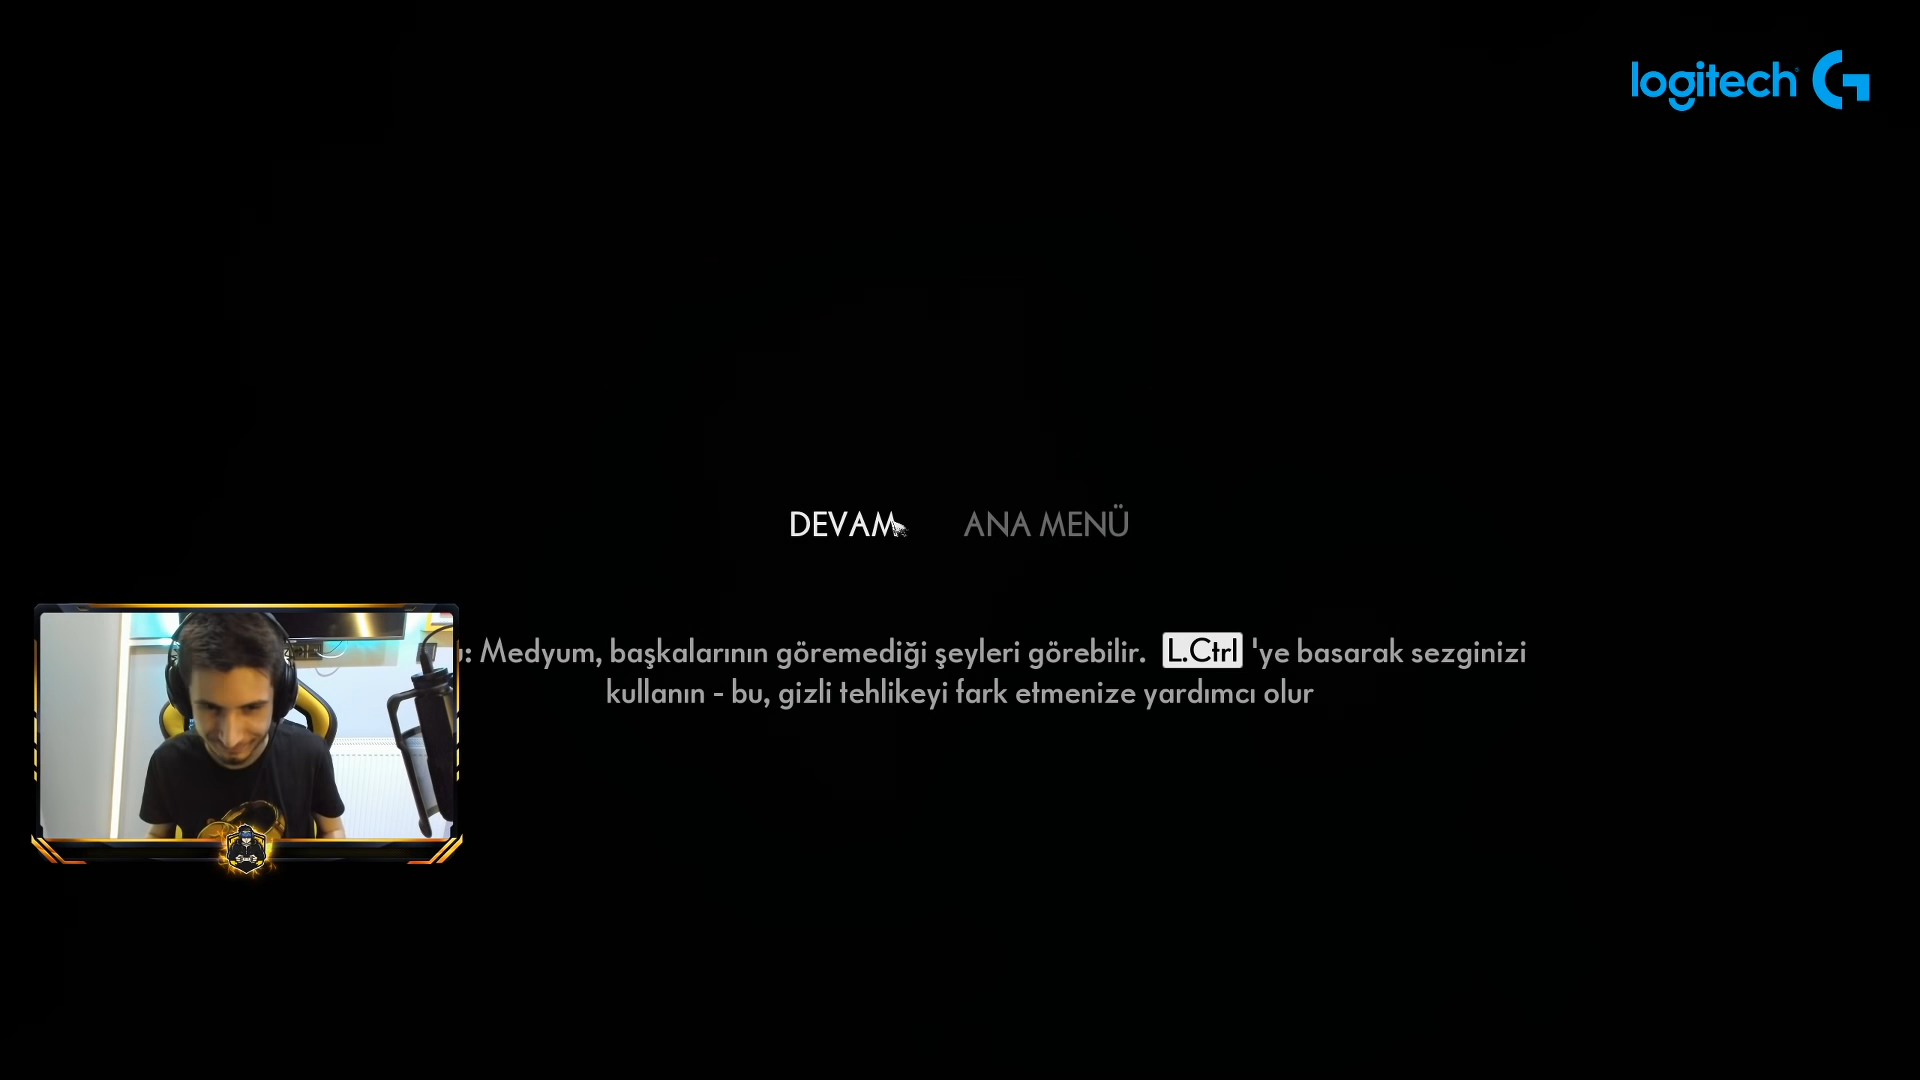 logitech G
DEVAM
ANA MENÜ
: Medyum, başkalarının göremediği şeyleri görebilir. L.Ctrl 'ye basarak sezginizi
kullanın - bu, gizli tehlikeyi fark etmenize yardımcı olur